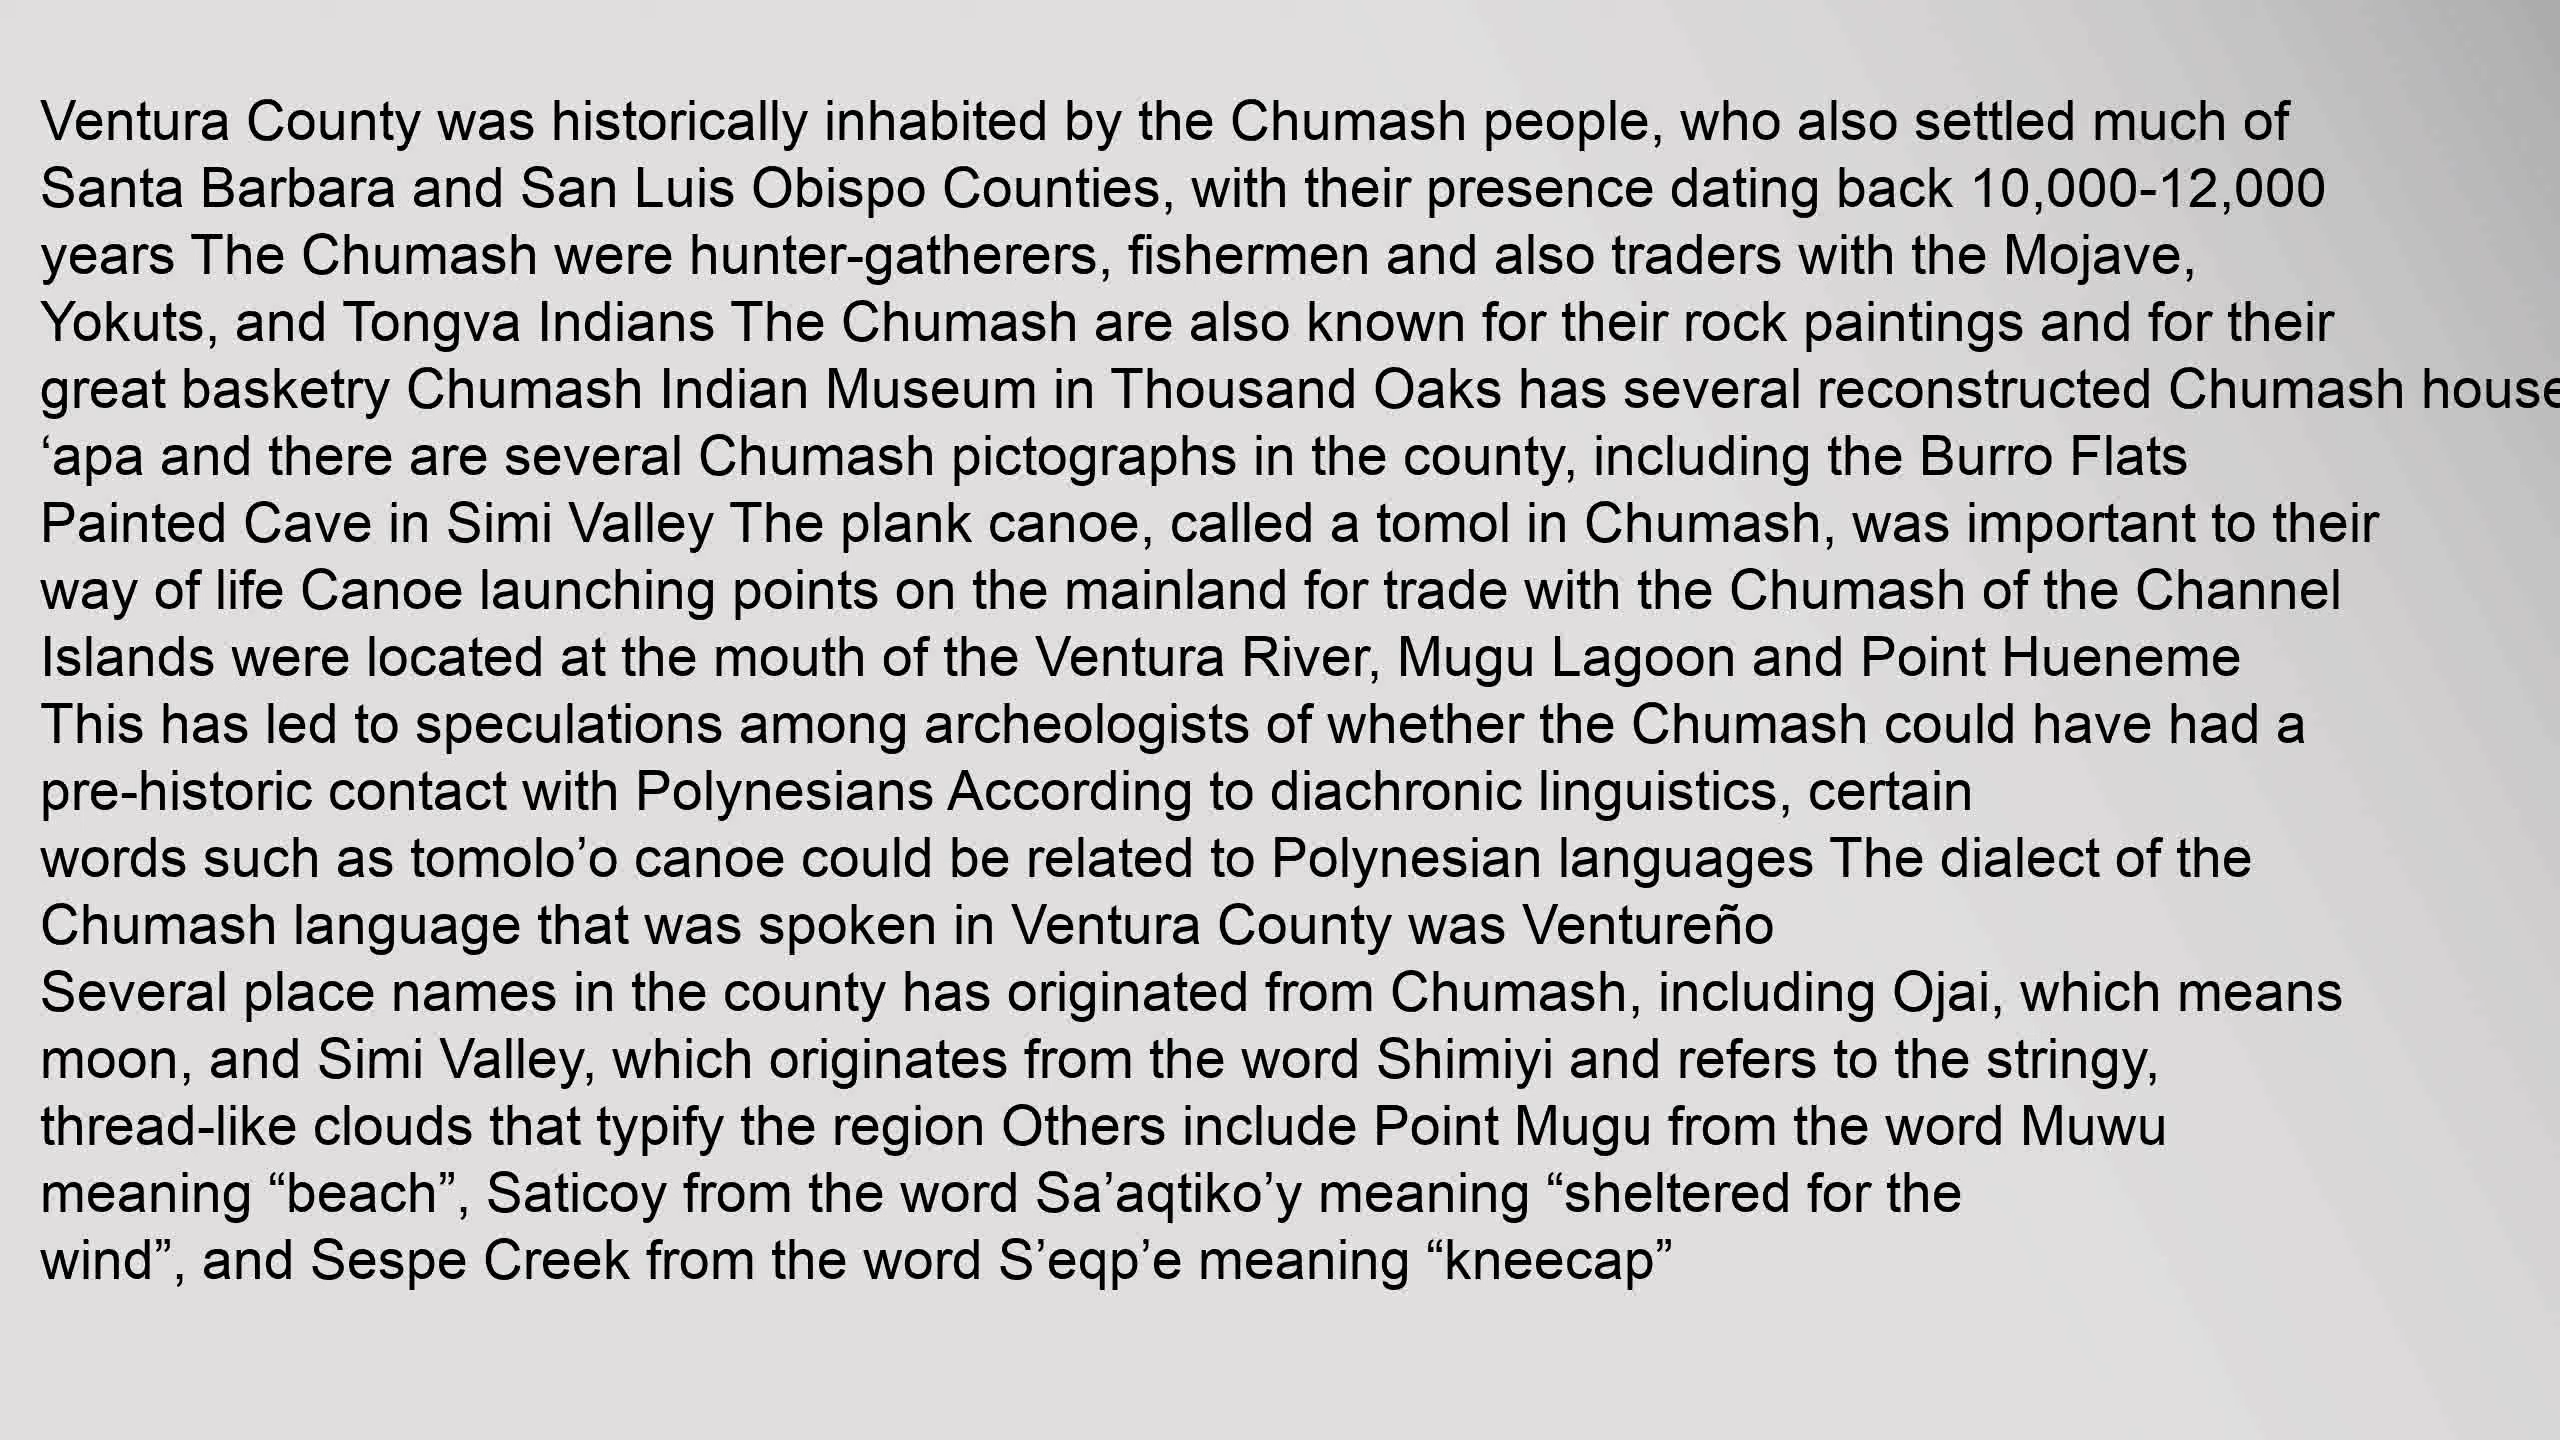 Ventura County was historically inhabited by the Chumash people, who also settled much of
Santa Barbara and San Luis Obispo Counties, with their presence dating back 10,000-12,000
years The Chumash were hunter-gatherers, fishermen and also traders with the Mojave,
Yokuts, and Tongva Indians The Chumash are also known for their rock paintings and for their
great basketry Chumash Indian Museum in Thousand Oaks has several reconstructed Chumash house
‘apa and there are several Chumash pictographs in the county, including the Burro Flats
Painted Cave in Simi Valley The plank canoe, called a tomol in Chumash, was important to their
way of life Canoe launching points on the mainland for trade with the Chumash of the Channel
Islands were located at the mouth of the Ventura River, Mugu Lagoon and Point Hueneme
This has led to speculations among archeologists of whether the Chumash could have had a
pre-historic contact with Polynesians According to diachronic linguistics, certain
words such as tomolo’o canoe could be related to Polynesian languages The dialect of the
Chumash language that was spoken in Ventura County was Ventureño
Several place names in the county has originated from Chumash, including Ojai, which means
moon, and Simi Valley, which originates from the word Shimiyi and refers to the stringy,
thread-like clouds that typify the region Others include Point Mugu from the word Muwu
meaning “beach”, Saticoy from the word Sa’aqtiko’y meaning “sheltered for the
wind”, and Sespe Creek from the word S’eqp’e meaning “kneecap”